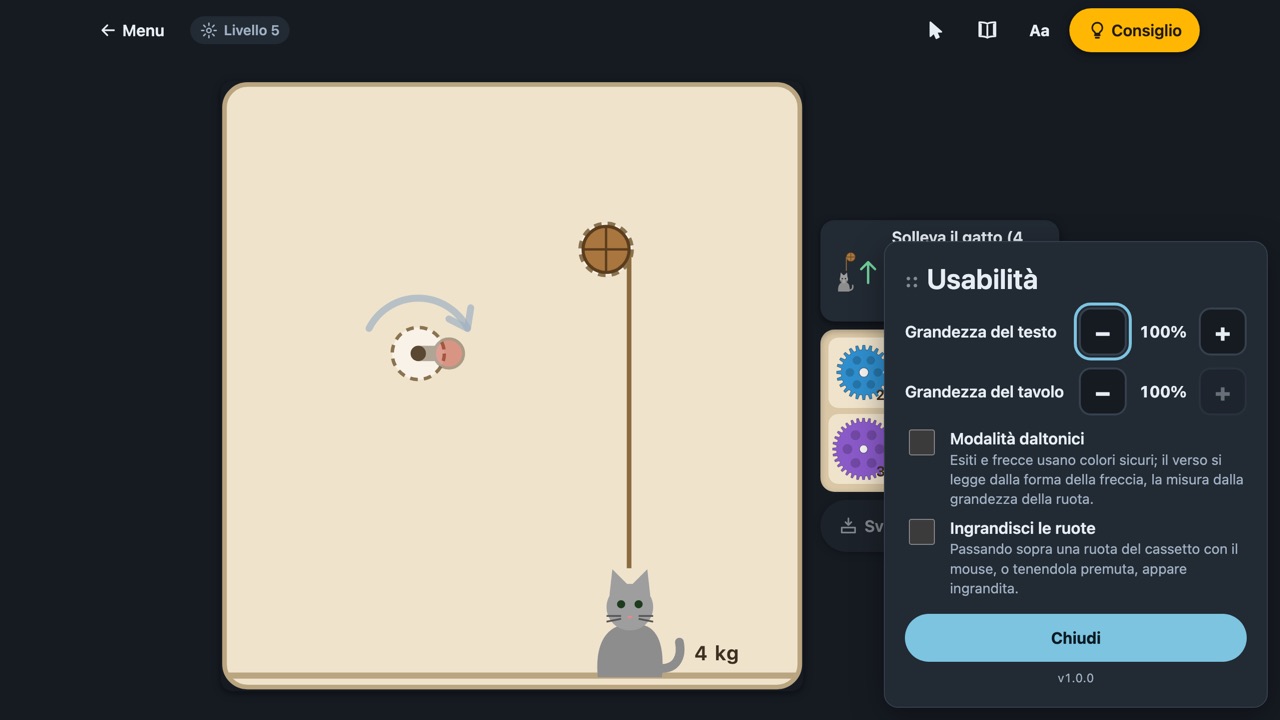 Menu
Livello 5
Aa
Consiglio
Solleva il gatto (4
4 kg
Usabilità
Grandezza del testo
100%
Grandezza del tavolo
100%
Modalità daltonici
Esiti e frecce usano colori sicuri; il verso si
legge dalla forma della freccia, la misura dalla
grandezza della ruota.
Ingrandisci le ruote
Passando sopra una ruota del cassetto con il
mouse, o tenendola premuta, appare
ingrandita.
Chiudi
v1.0.0